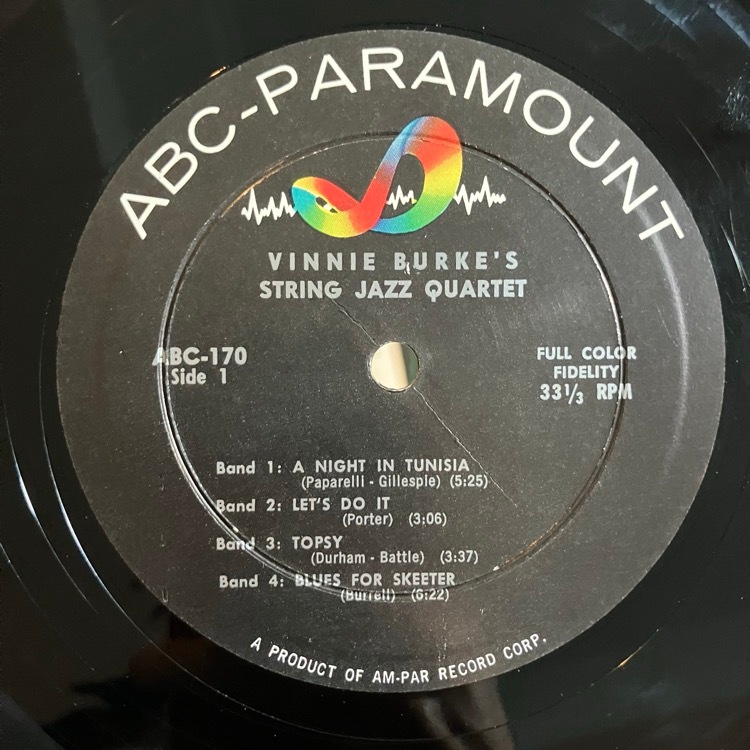 ABC-PARAMOUNT
VINNIE BURKE'S
STRING JAZZ QUARTET
ABC-170
Side 1
FULL COLOR
FIDELITY
33 1/3 RPM
Band 1: A NIGHT IN TUNISIA
(Paparelli - Gillespie) (5:25)
Band 2: LET'S DO IT
(Porter) (3:06)
Band 3: TOPSY
(Durham - Battle) (3:37)
Band 4: BLUES FOR SKEETER
(Burrell) (6:22)
A PRODUCT OF AM-PAR RECORD CORP.